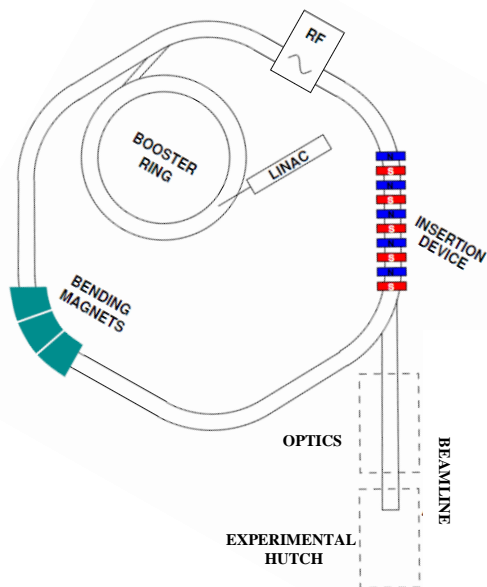 RF
BOOSTER
RING
LINAC
N
S
N
S
N
S
N
S
N
S
INSERTION
DEVICE
BENDING
MAGNETS
OPTICS
BEAMLINE
EXPERIMENTAL
HUTCH